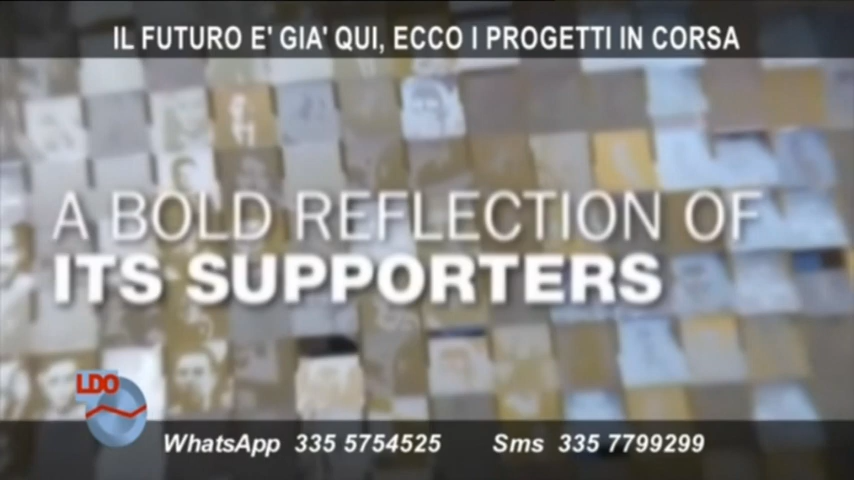 IL FUTURO E' GIA' QUI, ECCO I PROGETTI IN CORSA
A BOLD REFLECTION OF
ITS SUPPORTERS
LDO
WhatsApp 335 5754525 Sms 335 7799299